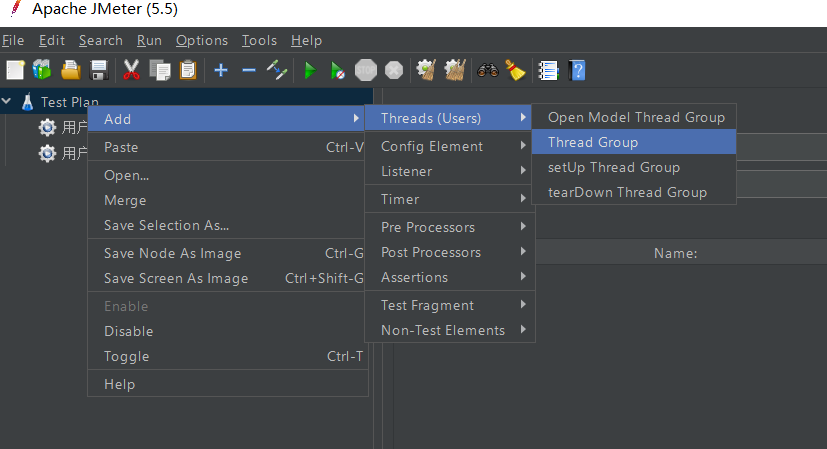 Apache JMeter (5.5)
File Edit Search Run Options Tools Help
Test Plan
用户
用户
Add
Paste Ctrl-V
Open...
Merge
Save Selection As...
Save Node As Image Ctrl-G
Save Screen As Image Ctrl+Shift-G
Enable
Disable
Toggle Ctrl-T
Help
Threads (Users)
Config Element
Listener
Timer
Pre Processors
Post Processors
Assertions
Test Fragment
Non-Test Elements
Open Model Thread Group
Thread Group
setUp Thread Group
tearDown Thread Group
Name: